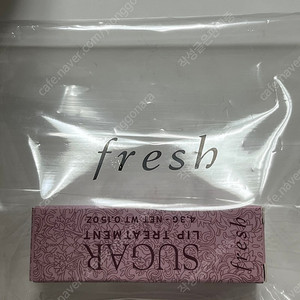 fresh
SUGAR
LIP TREATMENT
4.3G - NET WT 0.15OZ
fresh